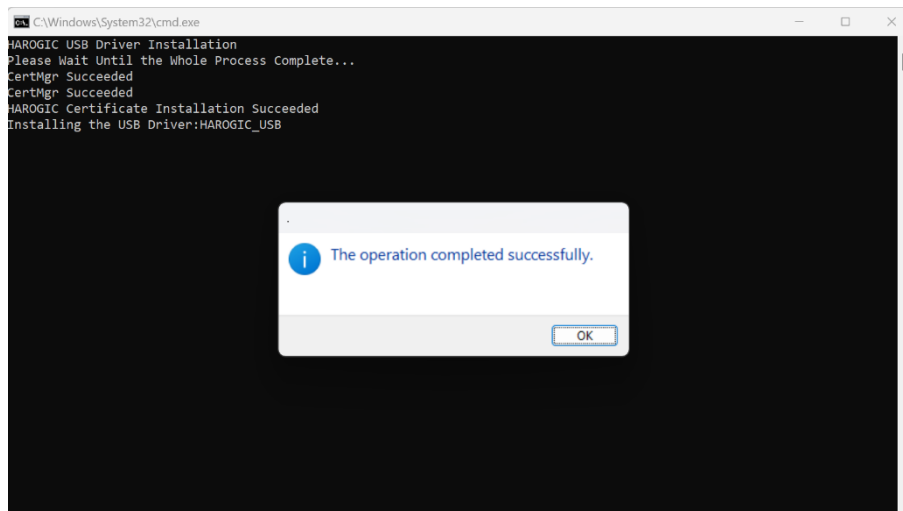 C:\Windows\System32\cmd.exe
HAROGIC USB Driver Installation
Please Wait Until the Whole Process Complete...
CertMgr Succeeded
CertMgr Succeeded
HAROGIC Certificate Installation Succeeded
Installing the USB Driver:HAROGIC_USB
.
The operation completed successfully.
OK